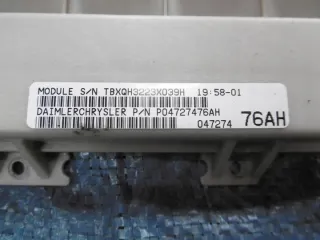 MODULE S/N TBXQH3223X039H 19:58-01
DAIMLERCHRYSLER P/N P04727476AH
047274 76AH